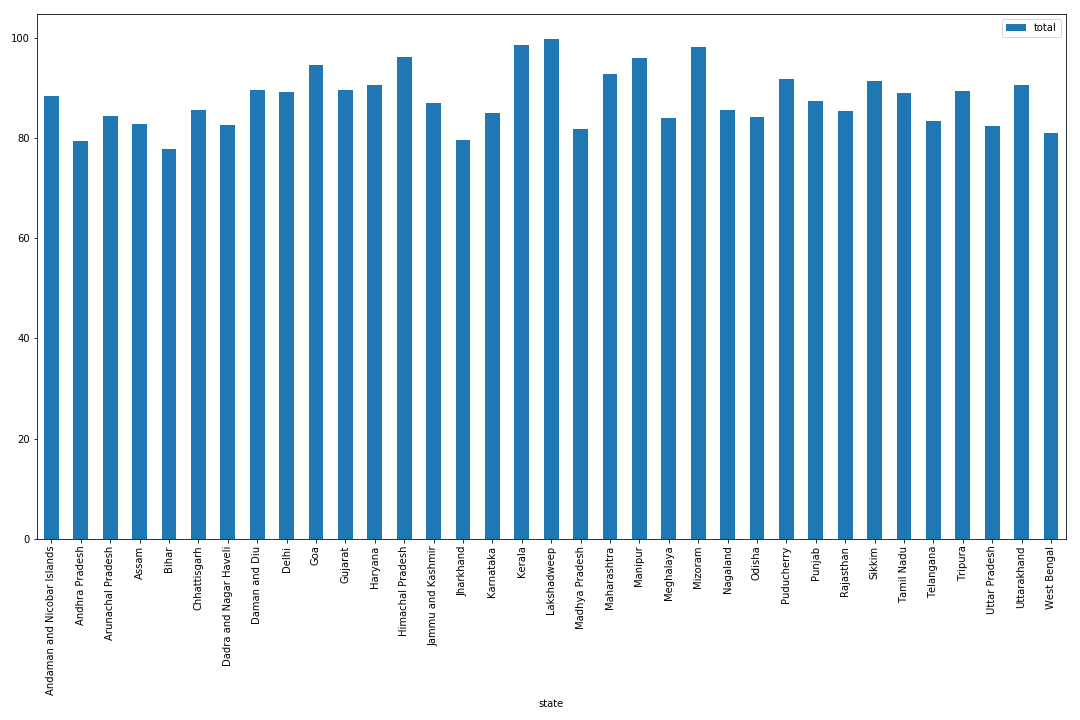 total
100
80
60
40
20
0
Andaman and Nicobar Islands
Andhra Pradesh
Arunachal Pradesh
Assam
Bihar
Chhattisgarh
Dadra and Nagar Haveli
Daman and Diu
Delhi
Goa
Gujarat
Haryana
Himachal Pradesh
Jammu and Kashmir
Jharkhand
Karnataka
Kerala
Lakshadweep
Madhya Pradesh
Maharashtra
Manipur
Meghalaya
Mizoram
Nagaland
Odisha
Puducherry
Punjab
Rajasthan
Sikkim
Tamil Nadu
Telangana
Tripura
Uttar Pradesh
Uttarakhand
West Bengal
state